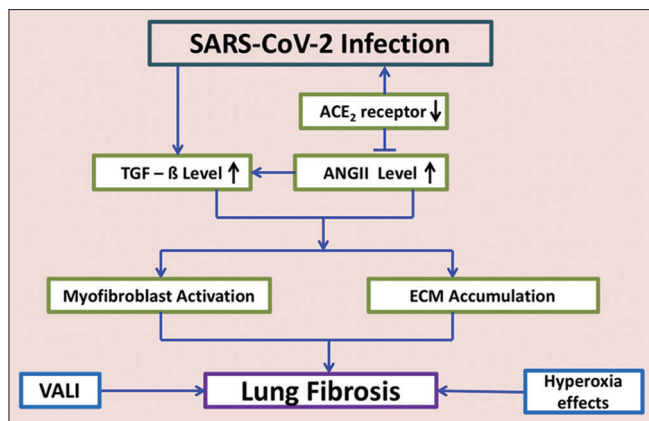 SARS-CoV-2 Infection
ACE₂ receptor ↓
TGF – ß Level ↑
ANGII Level ↑
Myofibroblast Activation
ECM Accumulation
VALI
Lung Fibrosis
Hyperoxia
effects